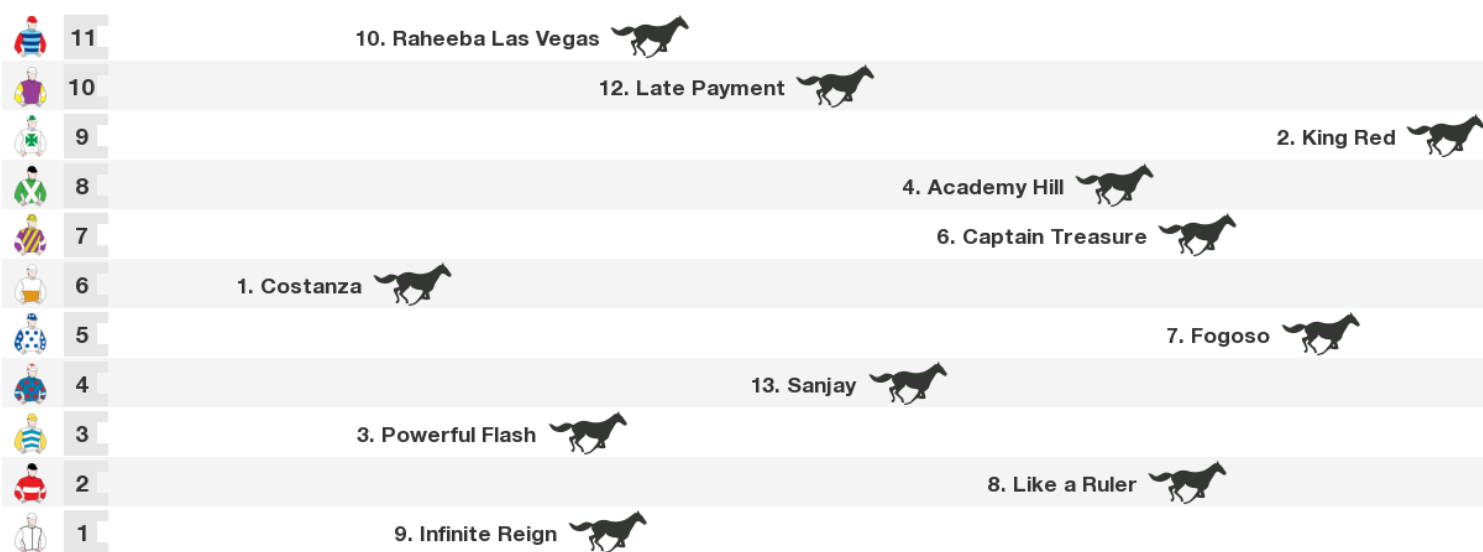 11 10. Raheeba Las Vegas
10 12. Late Payment
9 2. King Red
8 4. Academy Hill
7 6. Captain Treasure
6 1. Costanza
5 7. Fogoso
4 13. Sanjay
3 3. Powerful Flash
2 8. Like a Ruler
1 9. Infinite Reign